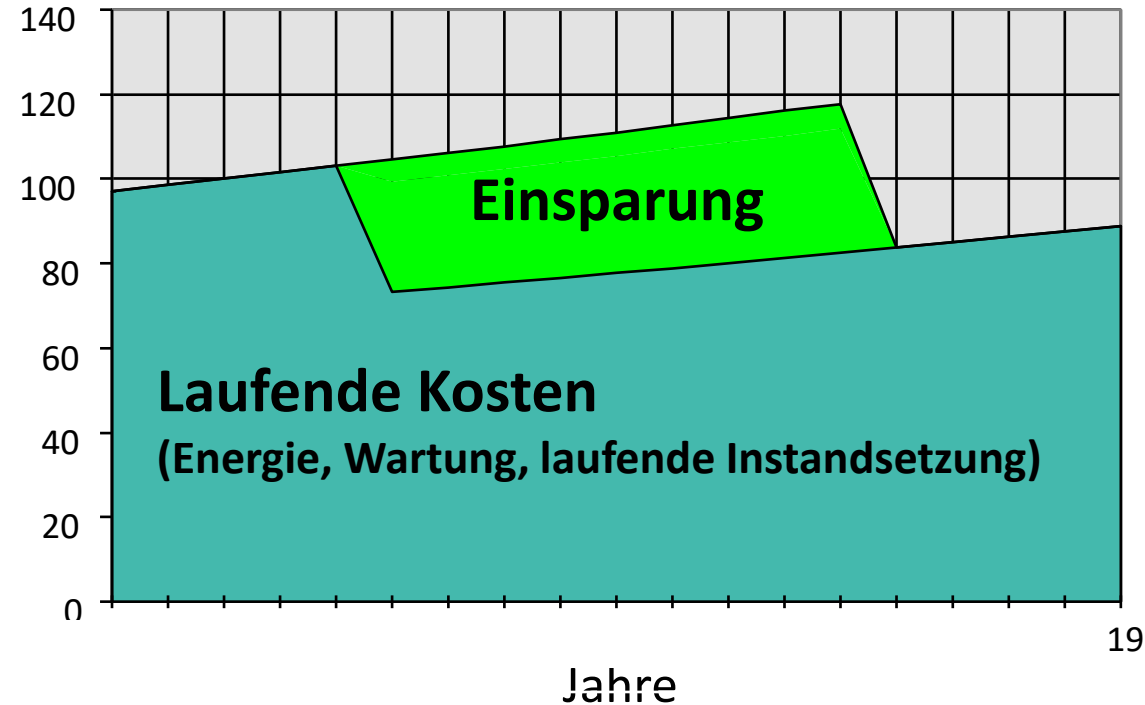 140
120
100
80
60
40
20
0
Einsparung
Laufende Kosten
(Energie, Wartung, laufende Instandsetzung)
19
Jahre